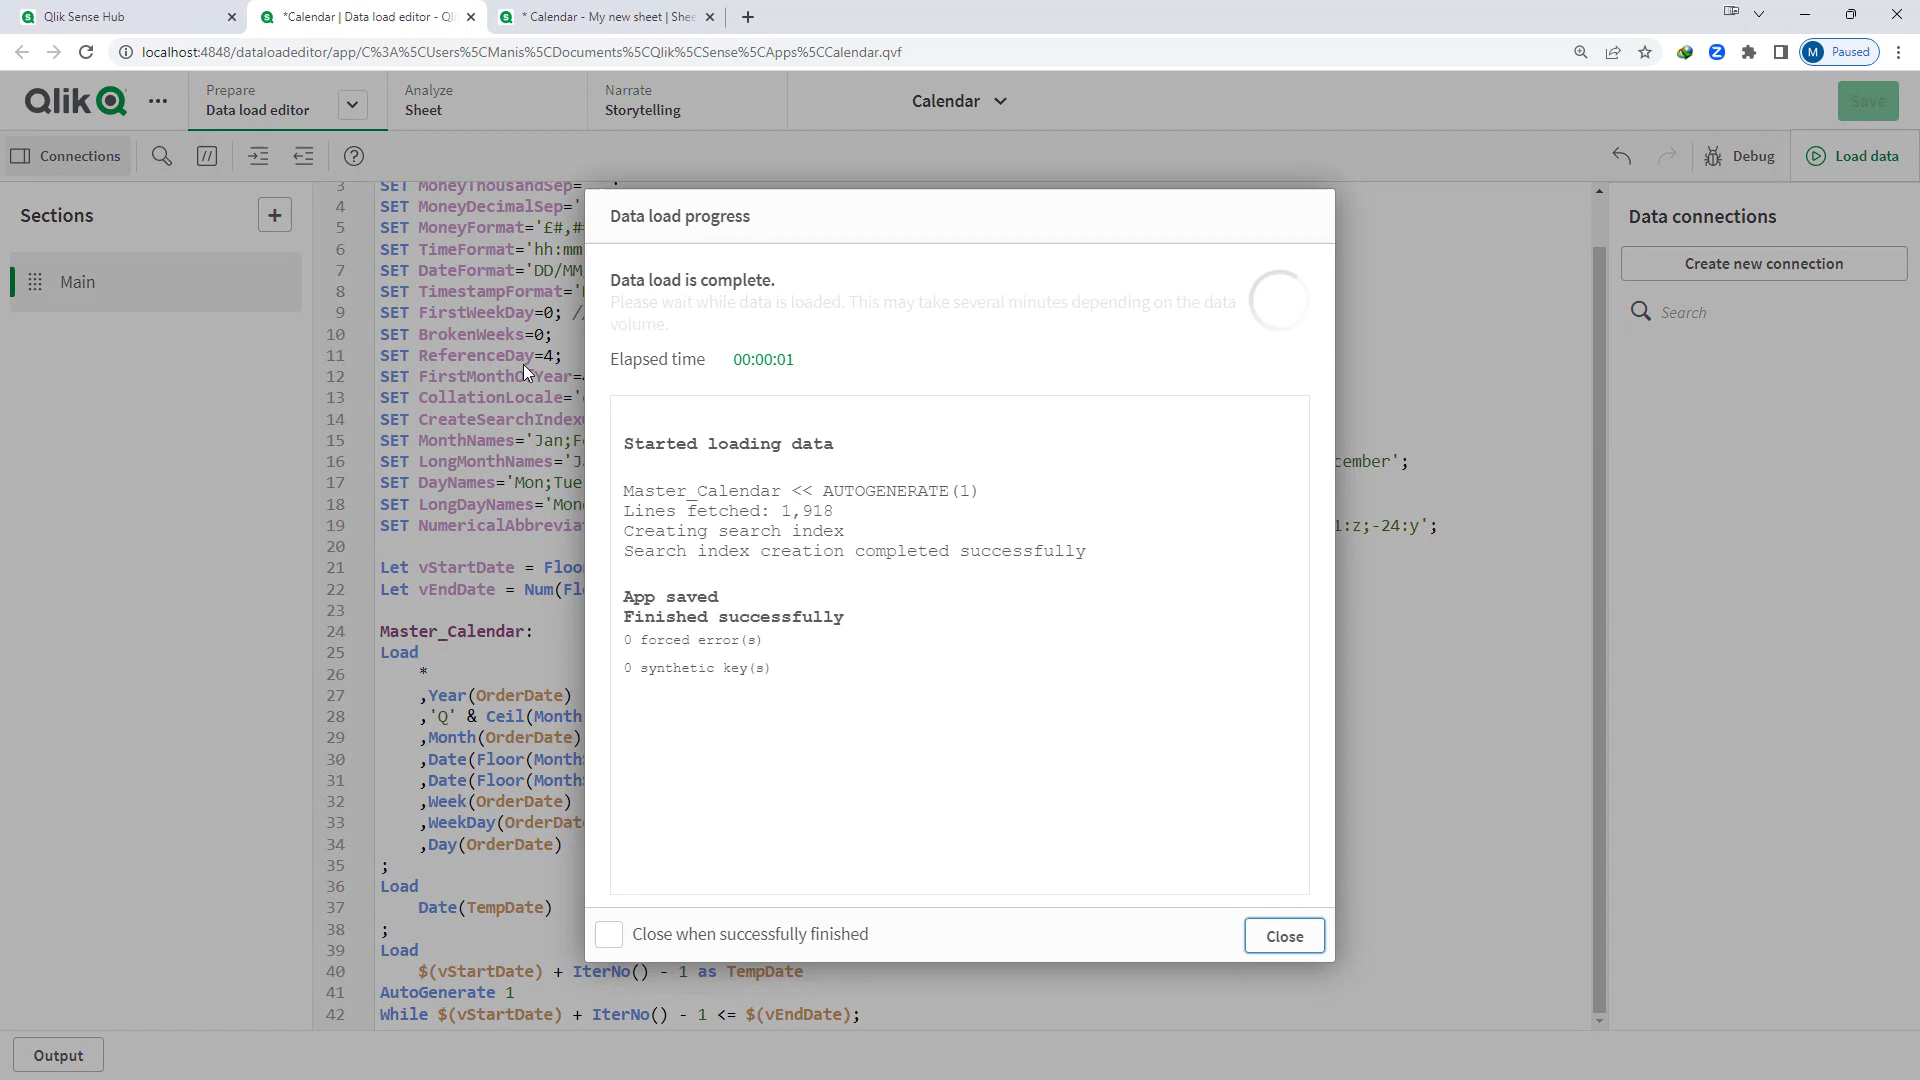 Qlik Sense Hub
*Calendar | Data load editor - Qli
* Calendar - My new sheet | Shee
localhost:4848/dataloadeditor/app/C%3A%5CUsers%5CManis%5CDocuments%5CQlik%5CSense%5CApps%5CCalendar.qvf
M Paused
Qlik
Prepare
Data load editor
Analyze
Sheet
Narrate
Storytelling
Calendar
Save
Connections
Debug
Load data
Sections
Main
3 SET MoneyThousandSep=
4 SET MoneyDecimalSep='
5 SET MoneyFormat='£#,#
6 SET TimeFormat='hh:mm
7 SET DateFormat='DD/MM
8 SET TimestampFormat='
9 SET FirstWeekDay=0; //
10 SET BrokenWeeks=0;
11 SET ReferenceDay=4;
12 SET FirstMonthOfYear=
13 SET CollationLocale='
14 SET CreateSearchIndex
15 SET MonthNames='Jan;F
16 SET LongMonthNames='J cember';
17 SET DayNames='Mon;Tue
18 SET LongDayNames='Mon
19 SET NumericalAbbrevia 1:z;-24:y';
20
21 Let vStartDate = Floo
22 Let vEndDate = Num(Fl
23
24 Master_Calendar:
25 Load
26 *
27 ,Year(OrderDate)
28 ,'Q' & Ceil(Month
29 ,Month(OrderDate)
30 ,Date(Floor(Month
31 ,Date(Floor(Month
32 ,Week(OrderDate)
33 ,WeekDay(OrderDat
34 ,Day(OrderDate)
35 ;
36 Load
37 Date(TempDate)
38 ;
39 Load
40 $(vStartDate) + IterNo() - 1 as TempDate
41 AutoGenerate 1
42 While $(vStartDate) + IterNo() - 1 <= $(vEndDate);
Data load progress
Data load is complete.
Please wait while data is loaded. This may take several minutes depending on the data
volume.
Elapsed time 00:00:01
Started loading data
Master_Calendar << AUTOGENERATE(1)
Lines fetched: 1,918
Creating search index
Search index creation completed successfully
App saved
Finished successfully
0 forced error(s)
0 synthetic key(s)
Close when successfully finished
Close
Data connections
Create new connection
Search
Output